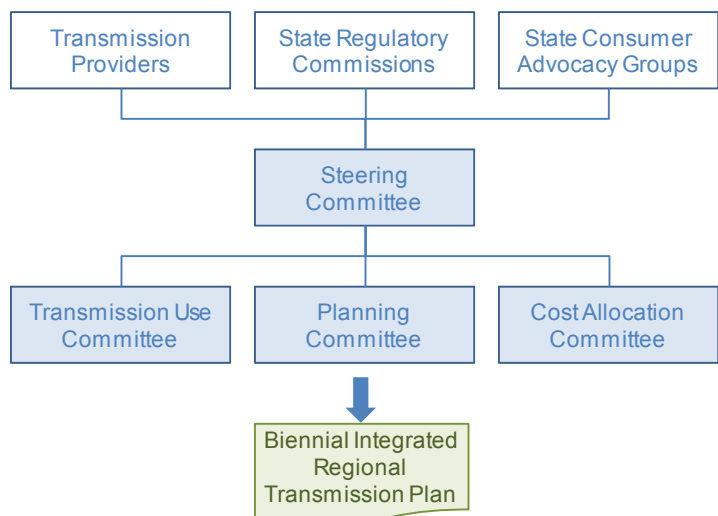 Transmission
Providers
State Regulatory
Commissions
State Consumer
Advocacy Groups
Steering
Committee
Transmission Use
Committee
Planning
Committee
Cost Allocation
Committee
Biennial Integrated
Regional
Transmission Plan